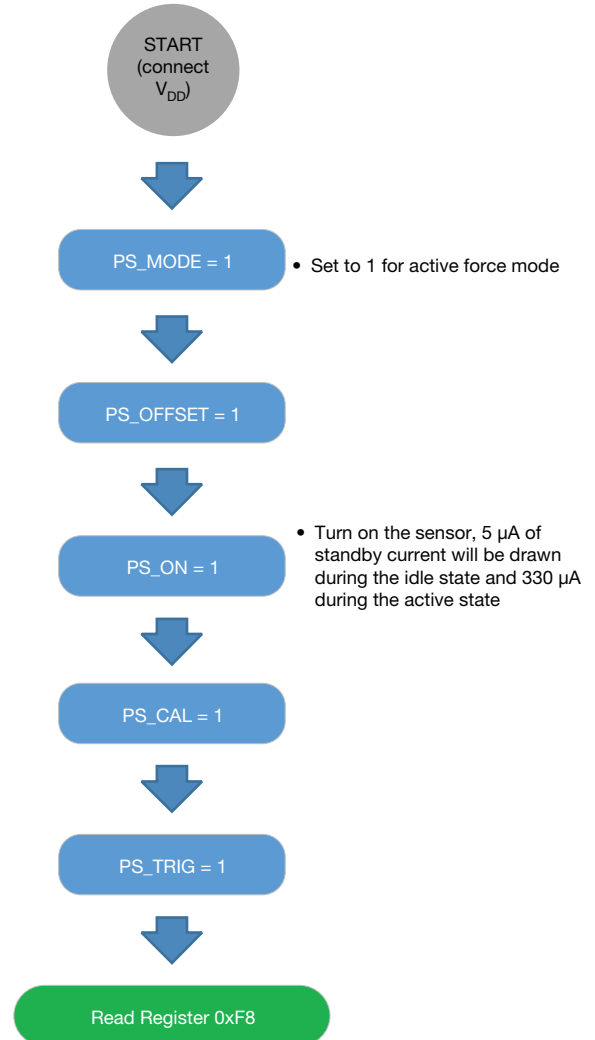 START
(connect
VDD)
PS_MODE = 1
• Set to 1 for active force mode
PS_OFFSET = 1
PS_ON = 1
• Turn on the sensor, 5 µA of
standby current will be drawn
during the idle state and 330 µA
during the active state
PS_CAL = 1
PS_TRIG = 1
Read Register 0xF8